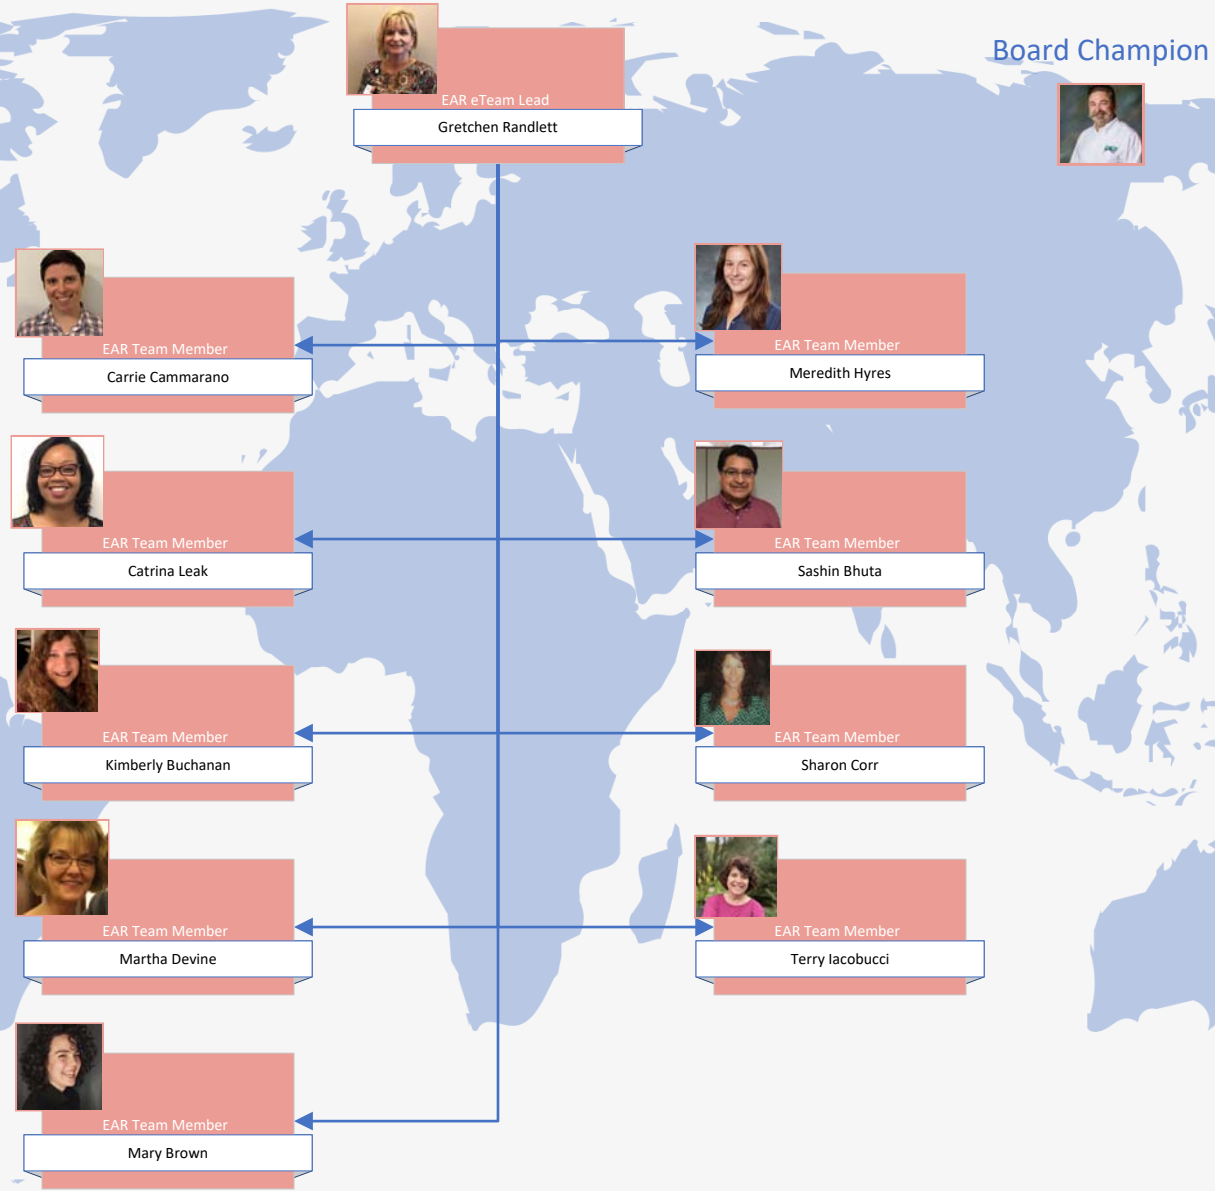 Board Champion
EAR eTeam Lead
Gretchen Randlett
EAR Team Member
Carrie Cammarano
EAR Team Member
Meredith Hyres
EAR Team Member
Catrina Leak
EAR Team Member
Sashin Bhuta
EAR Team Member
Kimberly Buchanan
EAR Team Member
Sharon Corr
EAR Team Member
Martha Devine
EAR Team Member
Terry Iacobucci
EAR Team Member
Mary Brown